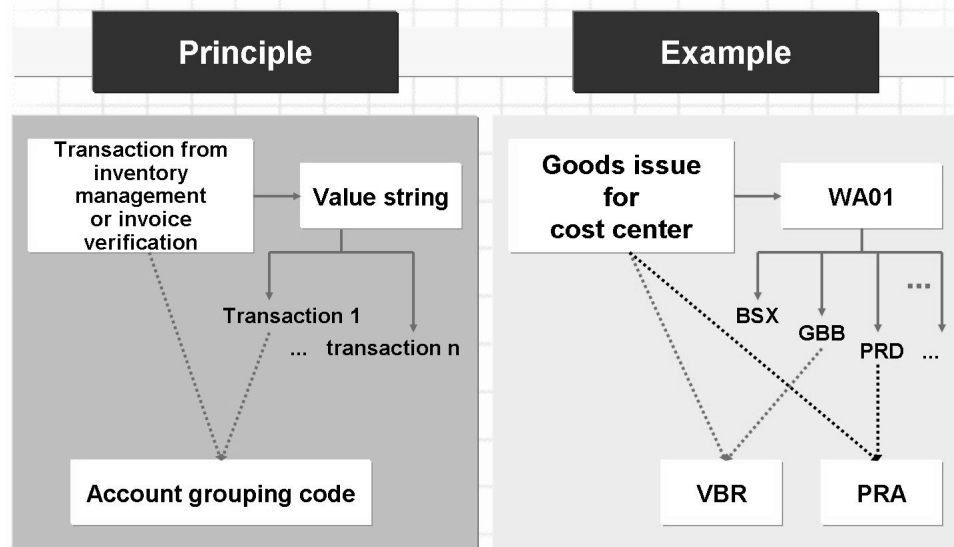 Principle
Example
Transaction from
inventory
management
or invoice
verification
Value string
Transaction 1
... transaction n
Account grouping code
Goods issue
for
cost center
WA01
...
BSX
GBB
PRD ...
VBR
PRA